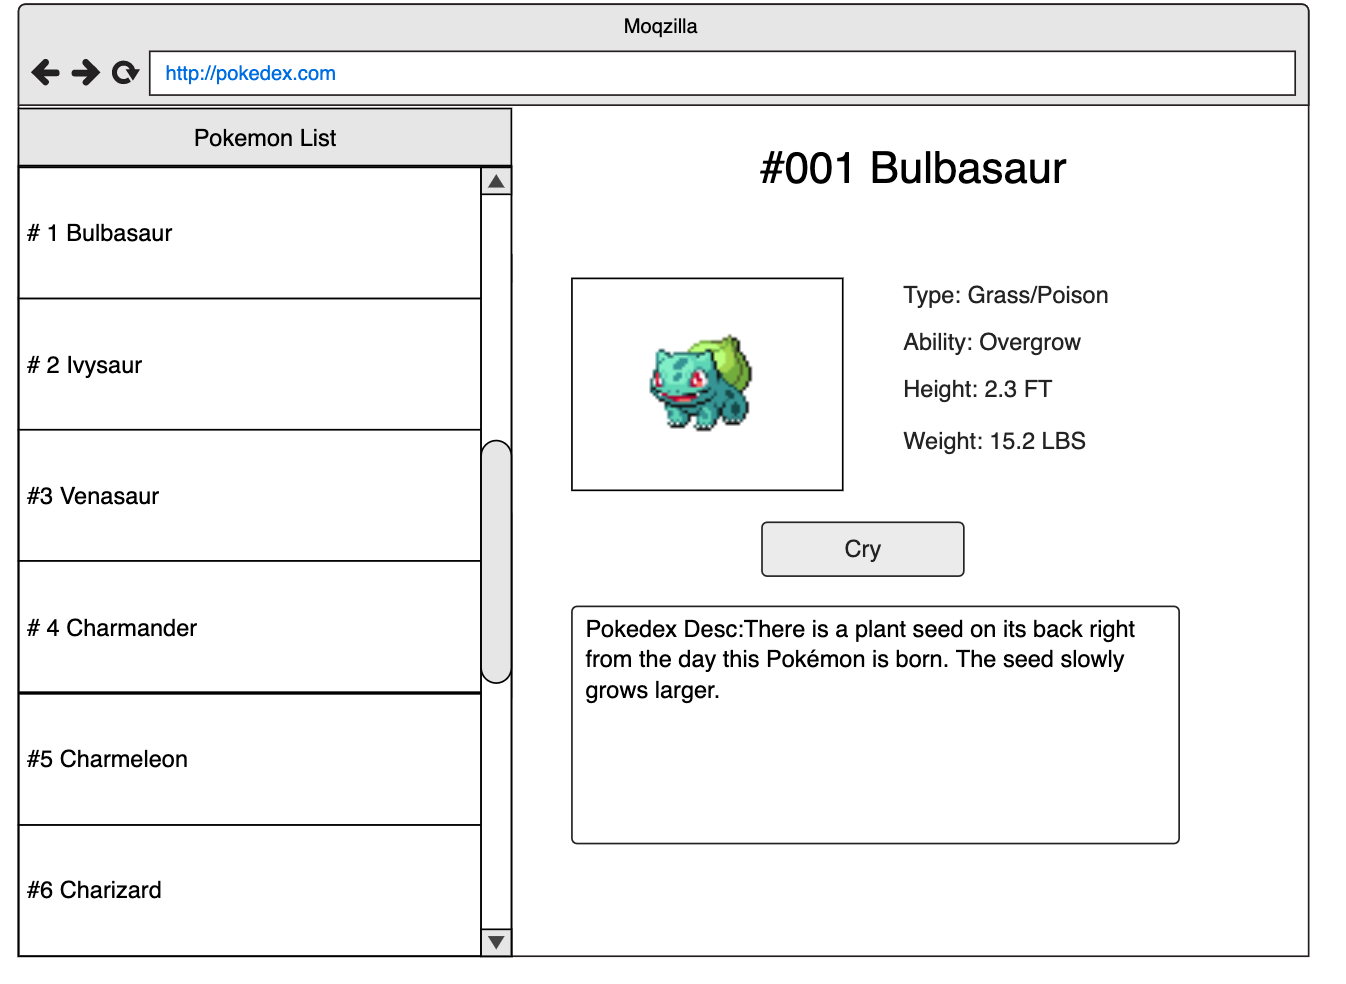 Moqzilla
http://pokedex.com
Pokemon List
# 1 Bulbasaur
# 2 Ivysaur
#3 Venasaur
# 4 Charmander
#5 Charmeleon
#6 Charizard
#001 Bulbasaur
Type: Grass/Poison
Ability: Overgrow
Height: 2.3 FT
Weight: 15.2 LBS
Cry
Pokedex Desc:There is a plant seed on its back right
from the day this Pokémon is born. The seed slowly
grows larger.